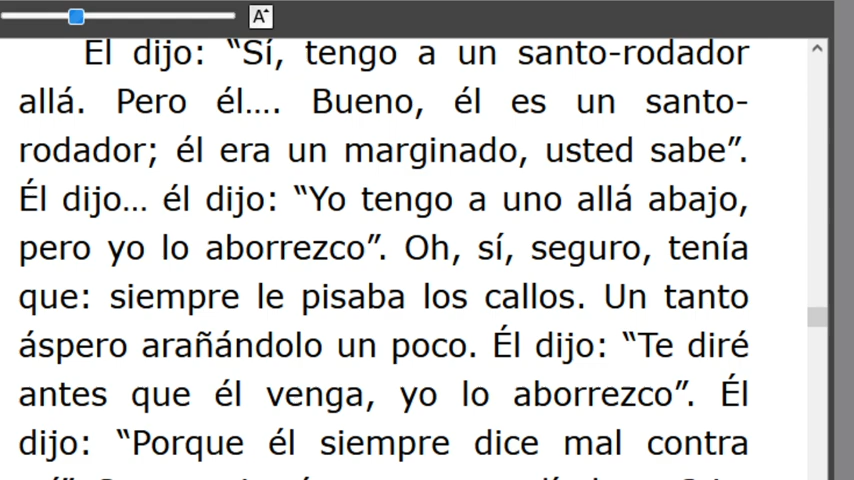 A
Él dijo: “Sí, tengo a un santo-rodador
allá. Pero él…. Bueno, él es un santo-
rodador; él era un marginado, usted sabe”.
Él dijo… él dijo: “Yo tengo a uno allá abajo,
pero yo lo aborrezco”. Oh, sí, seguro, tenía
que: siempre le pisaba los callos. Un tanto
áspero arañándolo un poco. Él dijo: “Te diré
antes que él venga, yo lo aborrezco”. Él
dijo: “Porque él siempre dice mal contra